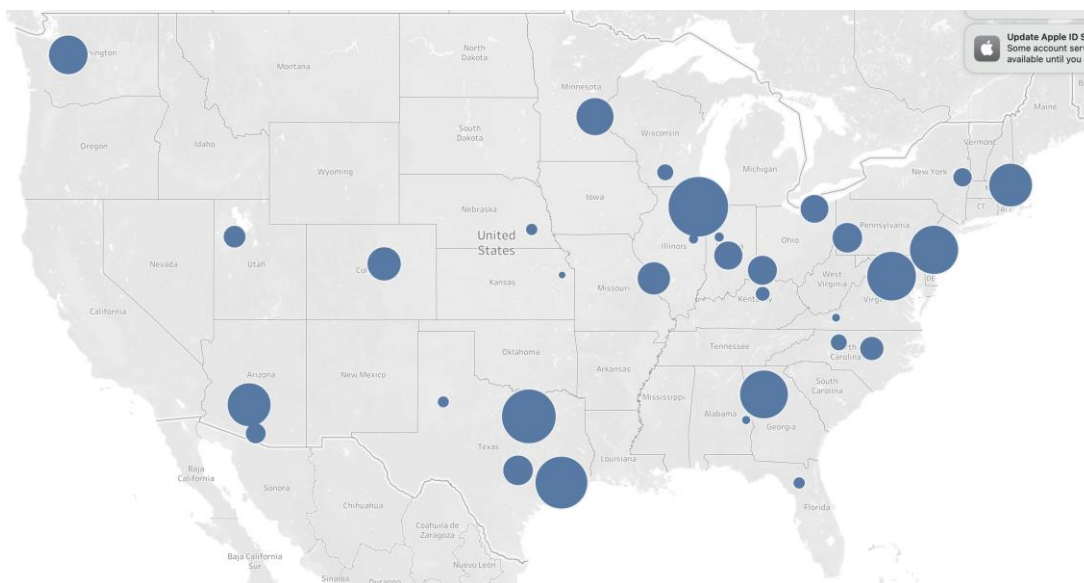 Update Apple ID S
Some account serv
available until you
North
Dakota
Montana
Minnesota
Maine
Vermont
Oregon
Idaho
South
Dakota
Wisconsin
Michigan
New York
Wyoming
Iowa
CT
Nebraska
Pennsylvania
United
States
Illinois
Ohio
Nevada
Utah
Kansas
Missouri
West
Virginia
Kentucky
California
Oklahoma
Tennessee
Arizona
New Mexico
Arkansas
South
Carolina
Mississippi
Alabama
Georgia
Texas
Louisiana
Baja
California
Sonora
Florida
Chihuahua
Coahuila de
Zaragoza
Baja California
Sur
Nuevo León